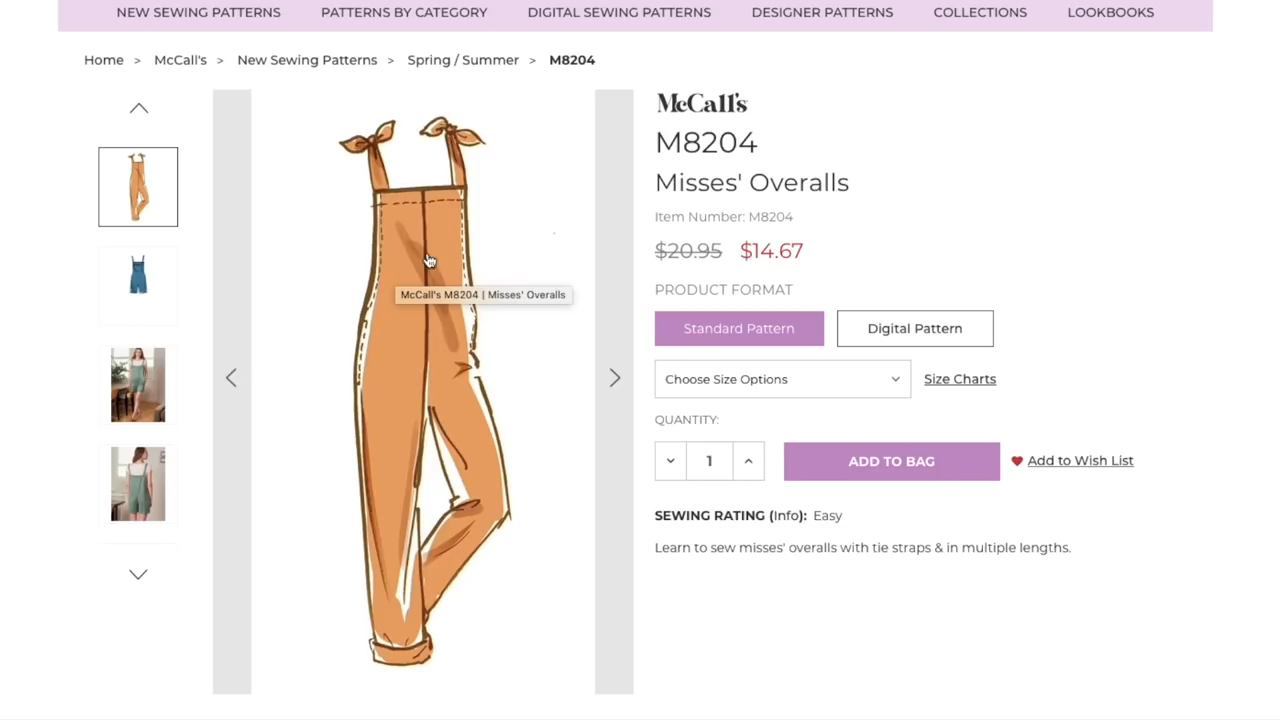 NEW SEWING PATTERNS PATTERNS BY CATEGORY DIGITAL SEWING PATTERNS DESIGNER PATTERNS COLLECTIONS LOOKBOOKS
Home > McCall's > New Sewing Patterns > Spring / Summer > M8204
McCall's
M8204
Misses' Overalls
Item Number: M8204
$20.95 $14.67
McCall's M8204 | Misses' Overalls
PRODUCT FORMAT
Standard Pattern Digital Pattern
Choose Size Options Size Charts
QUANTITY:
1 ADD TO BAG Add to Wish List
SEWING RATING (Info): Easy
Learn to sew misses' overalls with tie straps & in multiple lengths.